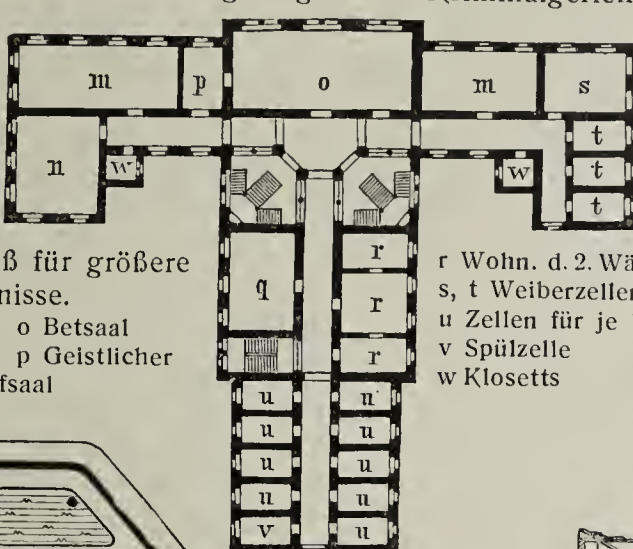 m p o m s
t
n w w t
t
ß für größere
nisse.
o Betsaal
p Geistlicher
fsaal
q r
r
r
r Wohn. d. 2. Wä
s, t Weiberzellen
u Zellen für je
v Spülzelle
w Klosetts
u u
u u
u u
u u
v u